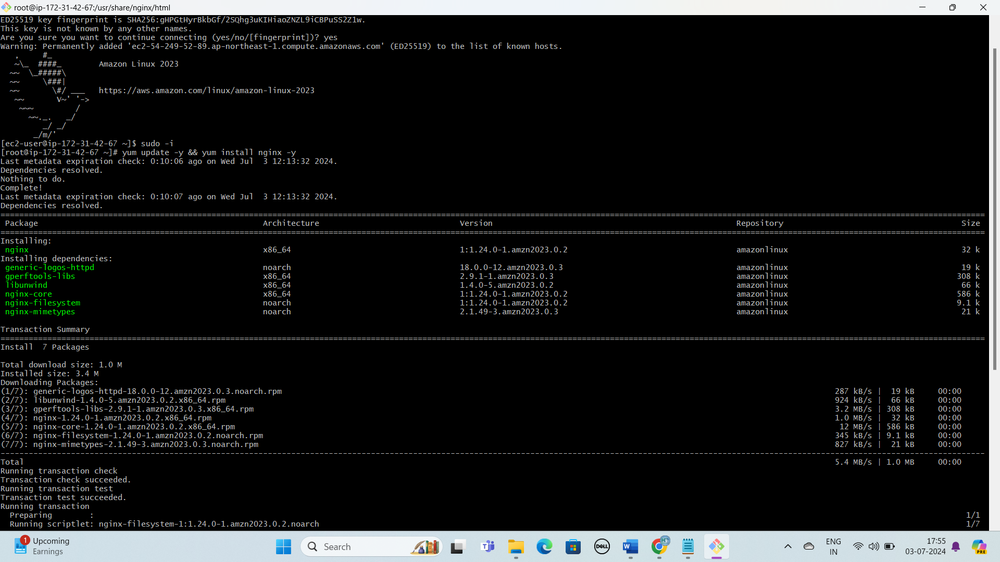 root@ip-172-31-42-67:/usr/share/nginx/html
ED25519 key fingerprint is SHA256:gHPGtHyrBkbGf/2SQhg3uKIHiaoZNZL9iCBPuSS2Z1w.
This key is not known by any other names.
Are you sure you want to continue connecting (yes/no/[fingerprint])? yes
Warning: Permanently added 'ec2-54-249-52-89.ap-northeast-1.compute.amazonaws.com' (ED25519) to the list of known hosts.
   ,     #_
   ~\_  ####_        Amazon Linux 2023
  ~~  \_#####\
  ~~     \###|
  ~~       \#/ ___   https://aws.amazon.com/linux/amazon-linux-2023
   ~~       V~' '->
    ~~~         /
      ~~._.   _/
         _/ _/
       _/m/'
[ec2-user@ip-172-31-42-67 ~]$ sudo -i
[root@ip-172-31-42-67 ~]# yum update -y && yum install nginx -y
Last metadata expiration check: 0:10:06 ago on Wed Jul  3 12:13:32 2024.
Dependencies resolved.
Nothing to do.
Complete!
Last metadata expiration check: 0:10:07 ago on Wed Jul  3 12:13:32 2024.
Dependencies resolved.
Package Architecture Version Repository Size
Installing:
nginx x86_64 1:1.24.0-1.amzn2023.0.2 amazonlinux 32 k
Installing dependencies:
generic-logos-httpd noarch 18.0.0-12.amzn2023.0.3 amazonlinux 19 k
gperftools-libs x86_64 2.9.1-1.amzn2023.0.3 amazonlinux 308 k
libunwind x86_64 1.4.0-5.amzn2023.0.2 amazonlinux 66 k
nginx-core x86_64 1:1.24.0-1.amzn2023.0.2 amazonlinux 586 k
nginx-filesystem noarch 1:1.24.0-1.amzn2023.0.2 amazonlinux 9.1 k
nginx-mimetypes noarch 2.1.49-3.amzn2023.0.3 amazonlinux 21 k
Transaction Summary
Install  7 Packages
Total download size: 1.0 M
Installed size: 3.4 M
Downloading Packages:
(1/7): generic-logos-httpd-18.0.0-12.amzn2023.0.3.noarch.rpm 287 kB/s |  19 kB     00:00
(2/7): libunwind-1.4.0-5.amzn2023.0.2.x86_64.rpm 924 kB/s |  66 kB     00:00
(3/7): gperftools-libs-2.9.1-1.amzn2023.0.3.x86_64.rpm 3.2 MB/s | 308 kB     00:00
(4/7): nginx-1.24.0-1.amzn2023.0.2.x86_64.rpm 1.0 MB/s |  32 kB     00:00
(5/7): nginx-core-1.24.0-1.amzn2023.0.2.x86_64.rpm 12 MB/s | 586 kB     00:00
(6/7): nginx-filesystem-1.24.0-1.amzn2023.0.2.noarch.rpm 345 kB/s | 9.1 kB     00:00
(7/7): nginx-mimetypes-2.1.49-3.amzn2023.0.3.noarch.rpm 827 kB/s |  21 kB     00:00
Total 5.4 MB/s | 1.0 MB     00:00
Running transaction check
Transaction check succeeded.
Running transaction test
Transaction test succeeded.
Running transaction
  Preparing        : 1/1
  Running scriptlet: nginx-filesystem-1:1.24.0-1.amzn2023.0.2.noarch 1/7
1
Upcoming
Earnings
Search
DELL
W
ENG
IN
17:55
03-07-2024
PRE